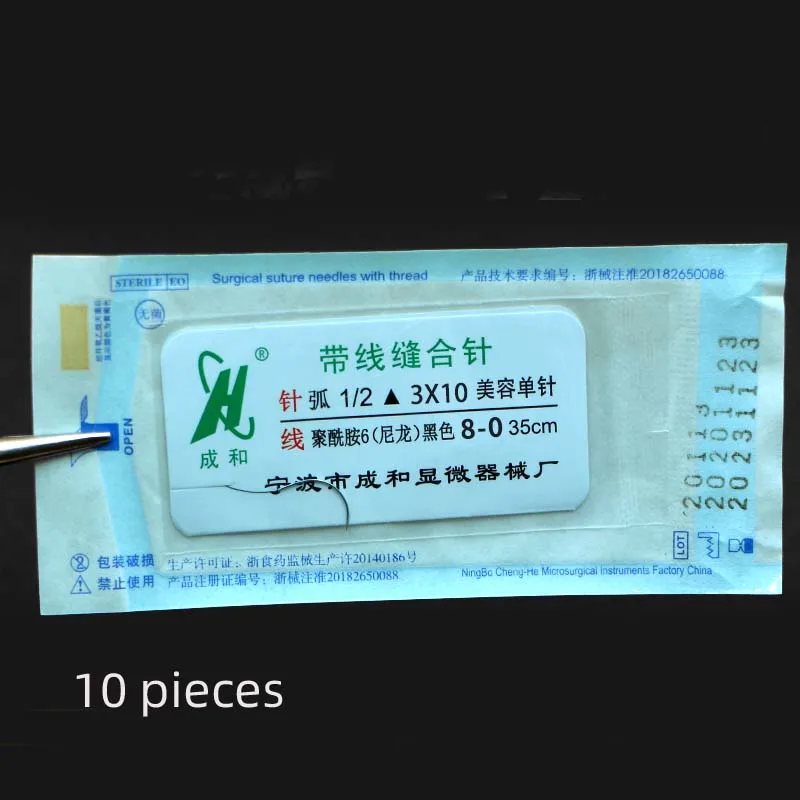 STERILE EO
Surgical suture needles with thread
产品技术要求编号：浙械注准20182650088
无菌
OPEN
®
带线缝合针
针 弧 1/2 ▲ 3X10 美容单针
线 聚酰胺6(尼龙)黑色 8-0 35cm
成和
宁波市成和显微器械厂
20113
20201123
20231123
LOT
包装破损
禁止使用
生产许可证：浙食药监械生产许20140186号
产品注册证编号：浙械注准20182650088
NingBo Cheng-He Microsurgical Instruments Factory China
10 pieces